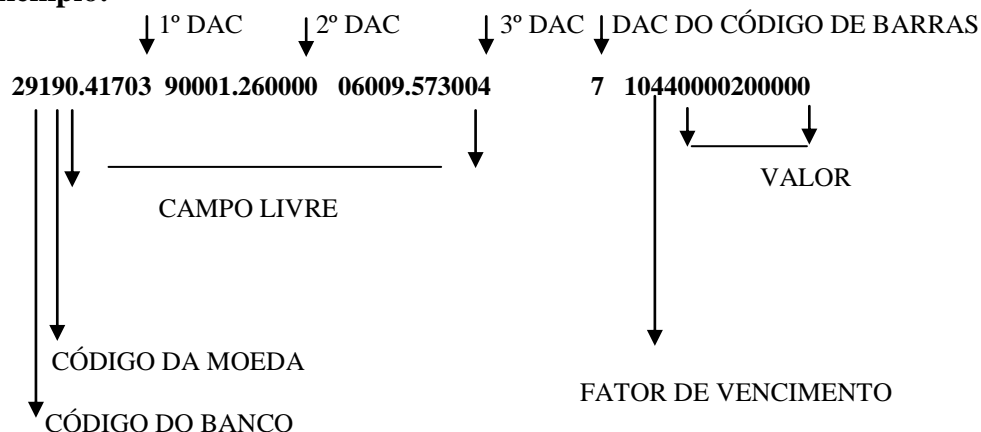 1º DAC 2º DAC 3º DAC DAC DO CÓDIGO DE BARRAS
29190.41703 90001.260000 06009.573004 7 10440000200000
VALOR
CAMPO LIVRE
CÓDIGO DA MOEDA
FATOR DE VENCIMENTO
CÓDIGO DO BANCO